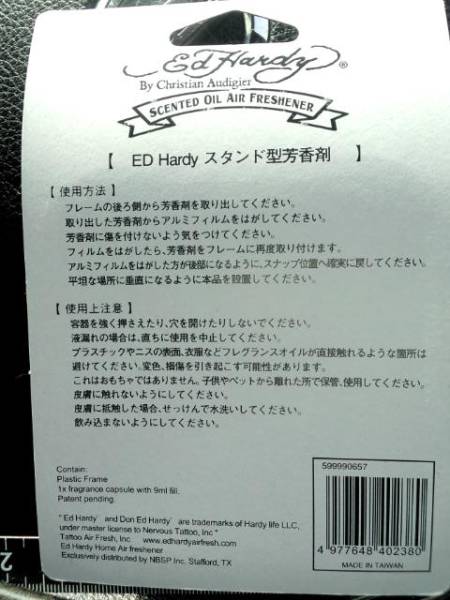 Ed Hardy®
By Christian Audigier
SCENTED OIL AIR FRESHENER
【 ED Hardy スタンド型芳香剤 】
【 使用方法 】
フレームの後ろ側から芳香剤を取り出してください。
取り出した芳香剤からアルミフィルムをはがしてください。
芳香剤に傷を付けないよう気をつけてください。
フィルムをはがしたら、芳香剤をフレームに再度取り付けます。
アルミフィルムをはがした方が後部になるように、スナップ位置へ確実に戻してください。
平坦な場所に垂直になるように本品を設置してください。
【 使用上注意 】
容器を強く押さえたり、穴を開けたりしないでください。
液漏れの場合は、直ちに使用を中止してください。
プラスチックやニスの表面、衣服などフレグランスオイルが直接触れるような箇所は
避けてください。変色、損傷を引き起こす可能性があります。
これはおもちゃではありません。子供やペットから離れた所で保管、使用してください。
皮膚に触れないようにしてください。
皮膚に抵触した場合、せっけんで水洗いしてください。
飲み込まないようにしてください。
Contain:
Plastic Frame
1x fragrance capsule with 9ml fill.
Patent pending.
" Ed Hardy' and Don Ed Hardy' are trademarks of Hardy life LLC,
under master license to Nervous Tattoo, Inc "
Tattoo Air Fresh, Inc www.edhardyairfresh.com
Ed Hardy Home Air freshener
Exclusively distributed by NBSP Inc. Stafford, TX
599990657
4 977648 402380
MADE IN TAIWAN
2